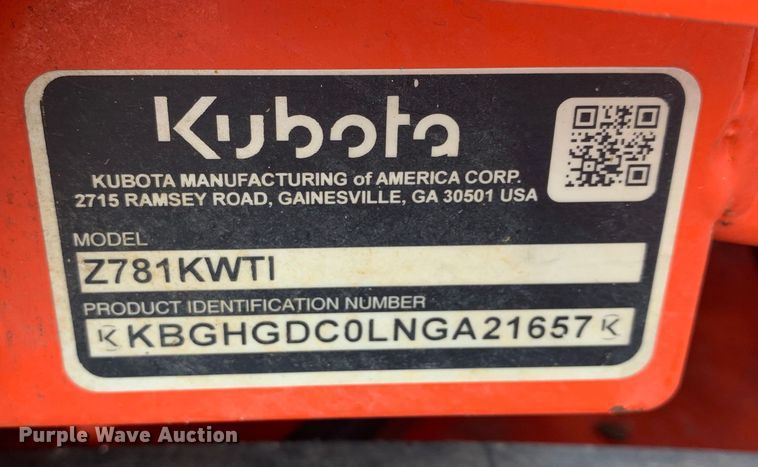 Kubota
KUBOTA MANUFACTURING of AMERICA CORP.
2715 RAMSEY ROAD, GAINESVILLE, GA 30501 USA
MODEL
Z781KWTI
PRODUCT IDENTIFICATION NUMBER
KBGHGDC0LNGA21657
Purple Wave Auction